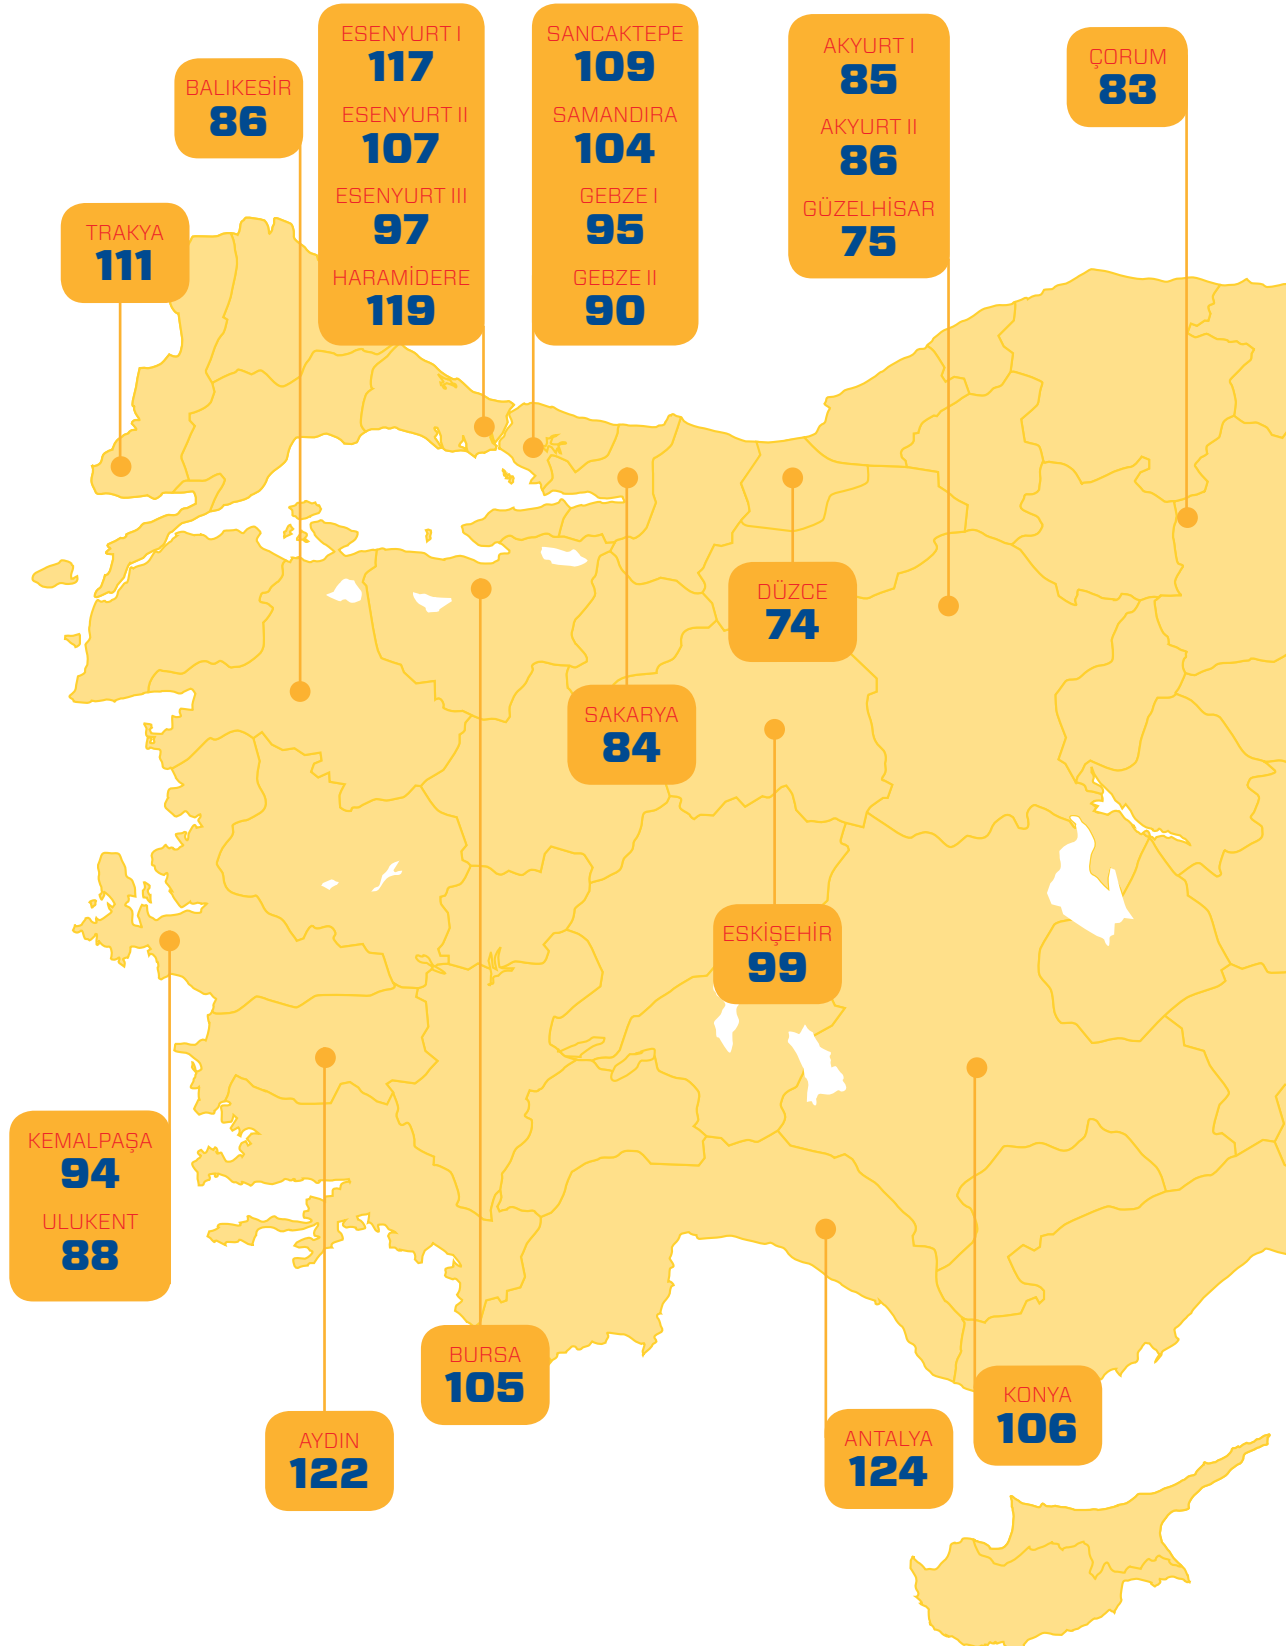 ESENYURT I
117
ESENYURT II
107
ESENYURT III
97
HARAMİDERE
119
SANCAKTEPE
109
SAMANDIRA
104
GEBZE I
95
GEBZE II
90
AKYURT I
85
AKYURT II
86
GÜZELHİSAR
75
ÇORUM
83
BALIKESİR
86
TRAKYA
111
DÜZCE
74
SAKARYA
84
ESKİŞEHİR
99
KEMALPAŞA
94
ULUKENT
88
BURSA
105
KONYA
106
AYDIN
122
ANTALYA
124